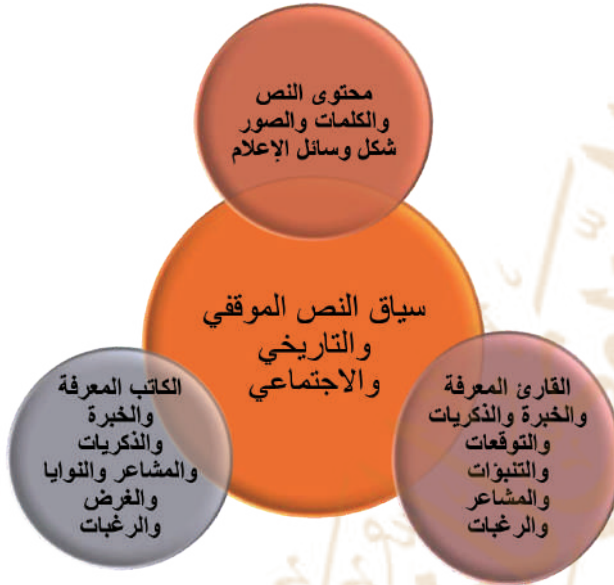 محتوى النص
والكلمات والصور
شكل وسائل الإعلام
سياق النص الموقفي
والتاريخي
والاجتماعي
القارئ المعرفة
والخبرة والذكريات
والتوقعات
والتنبؤات
والمشاعر
والرغبات
الكاتب المعرفة
والخبرة
والذكريات
والمشاعر والنوايا
والغرض
والرغبات